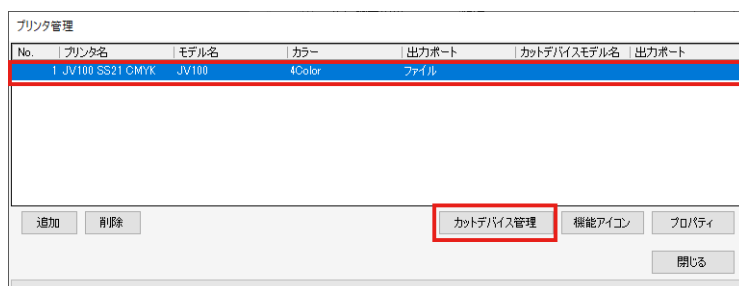 プリンタ管理
No. プリンタ名 モデル名 カラー 出力ポート カットデバイスモデル名 出力ポート
1 JV100 SS21 CMYK JV100 4Color ファイル
追加 削除 カットデバイス管理 機能アイコン プロパティ
閉じる